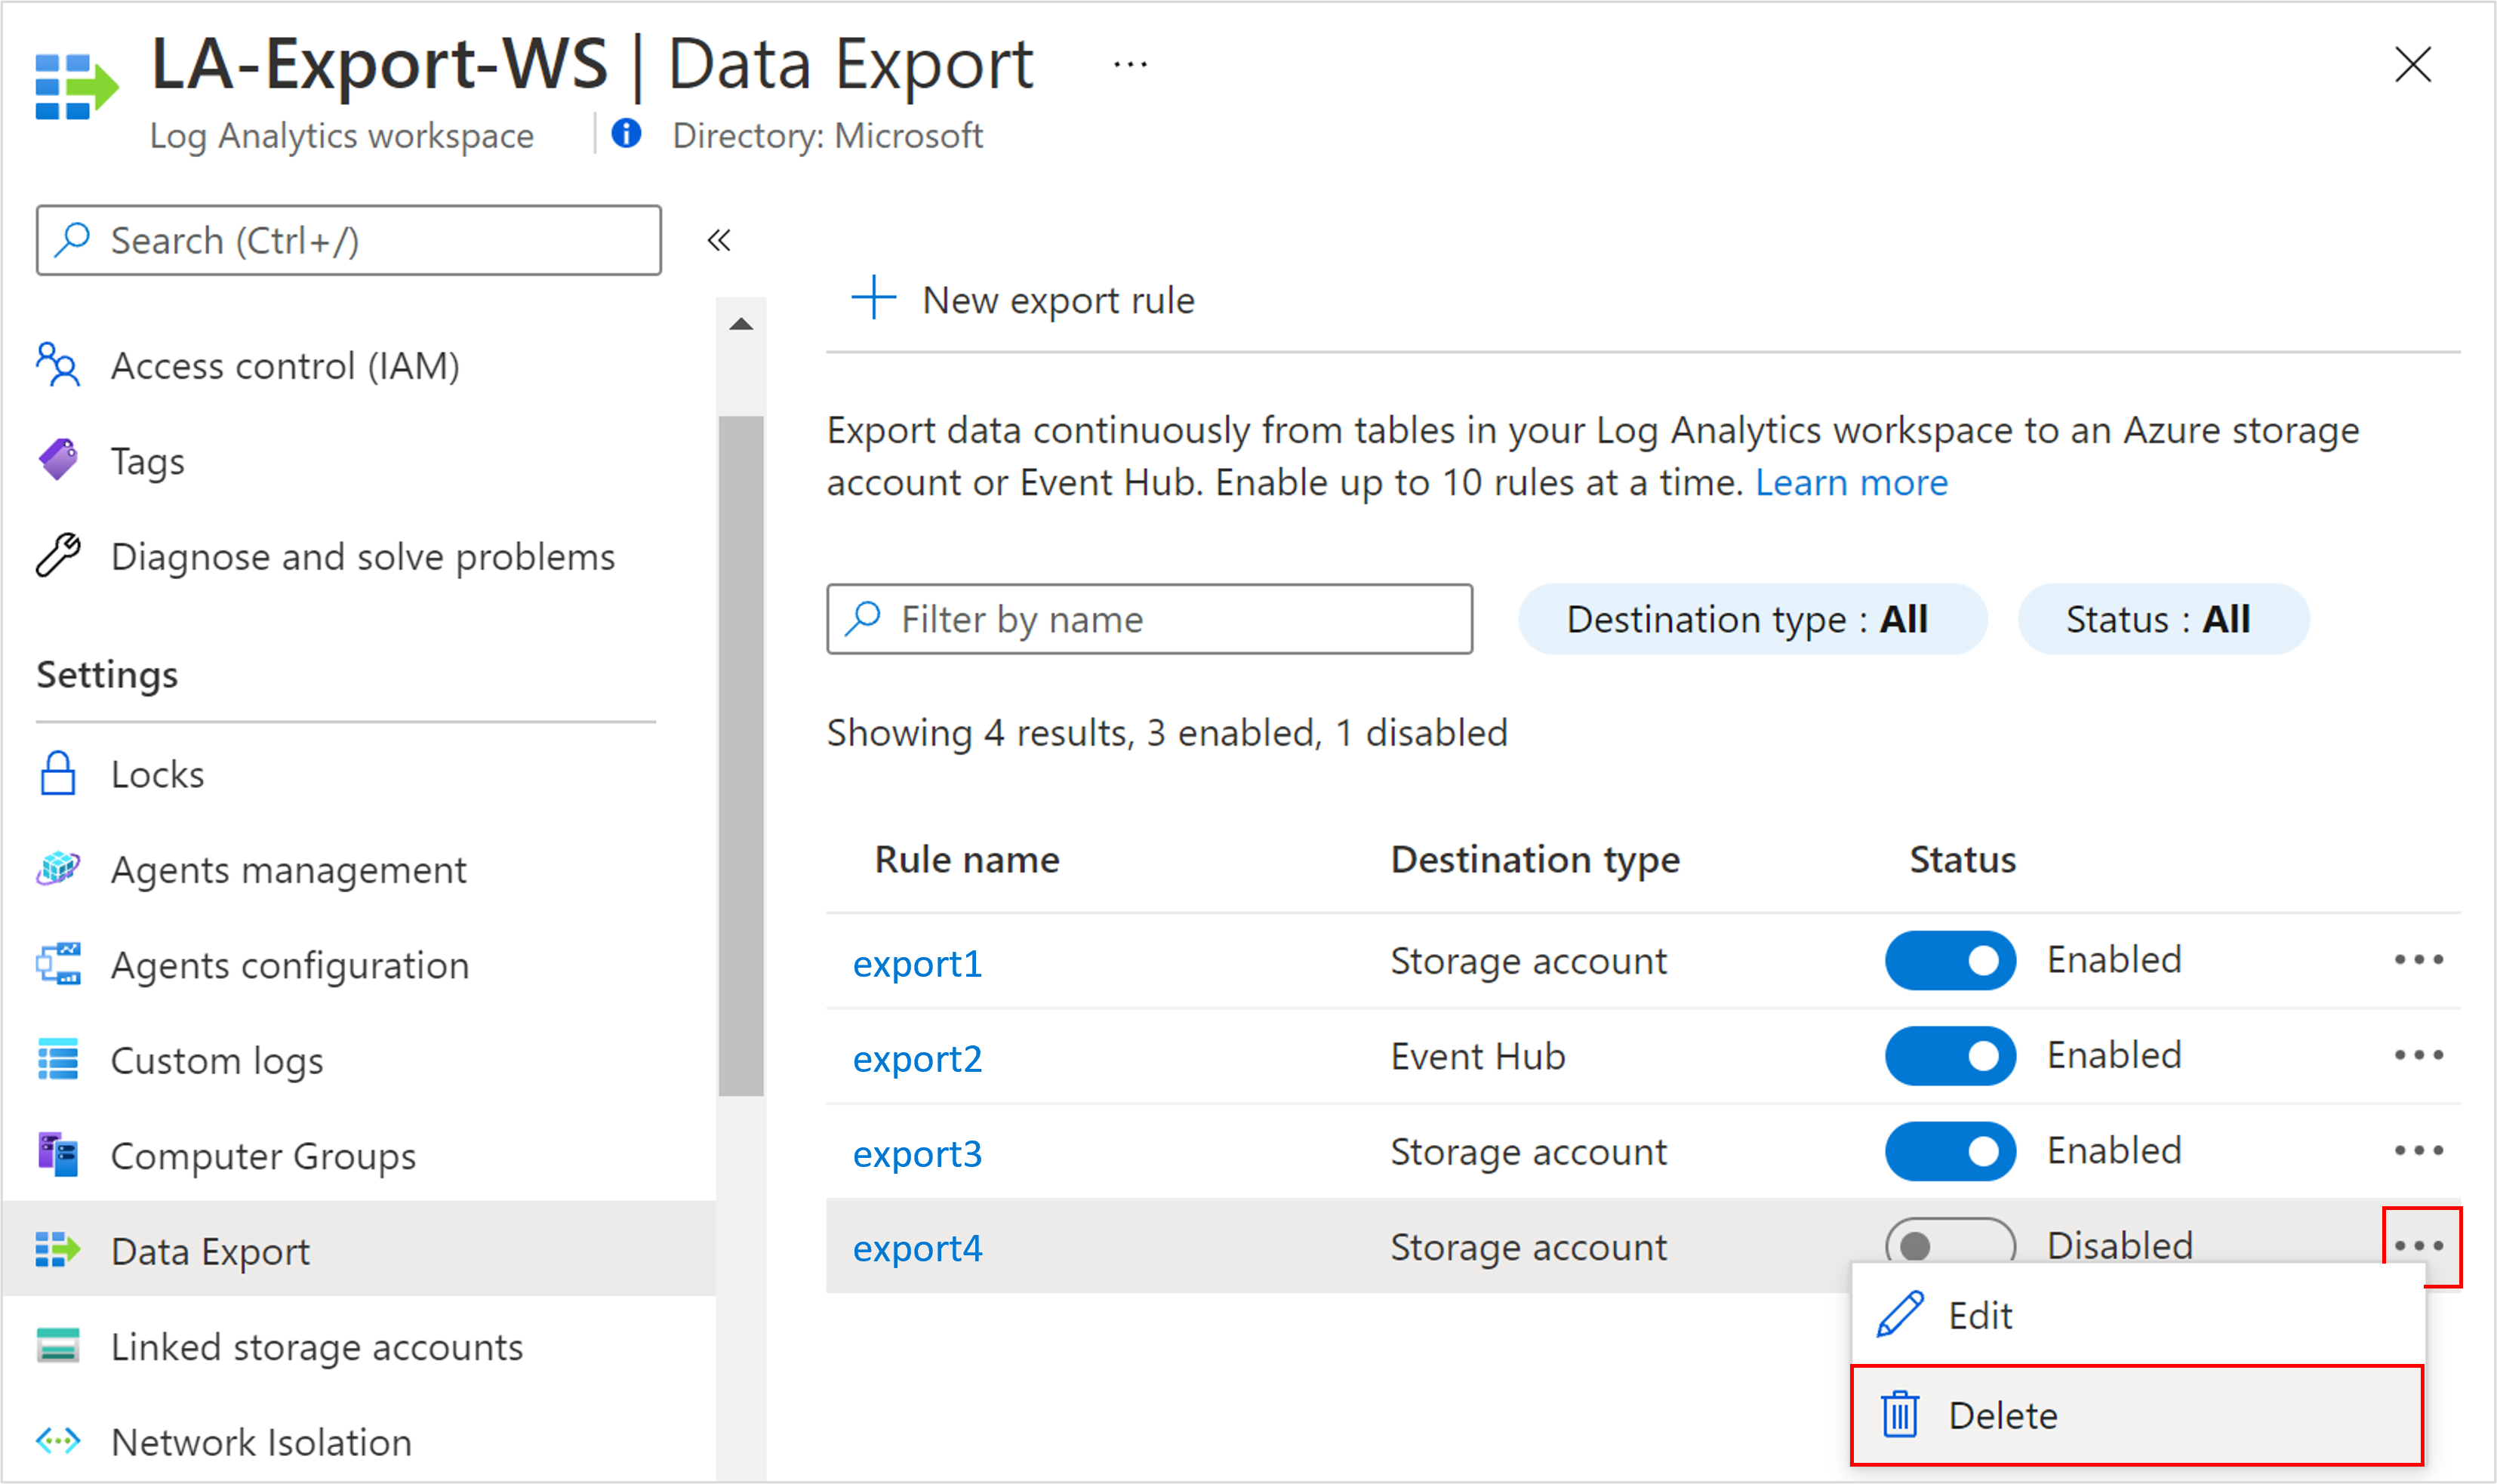 LA-Export-WS | Data Export ...
Log Analytics workspace
Directory: Microsoft
Search (Ctrl+/)
Access control (IAM)
Tags
Diagnose and solve problems
Settings
Locks
Agents management
Agents configuration
Custom logs
Computer Groups
Data Export
Linked storage accounts
Network Isolation
New export rule
Export data continuously from tables in your Log Analytics workspace to an Azure storage
account or Event Hub. Enable up to 10 rules at a time. Learn more
Filter by name
Destination type : All
Status : All
Showing 4 results, 3 enabled, 1 disabled
Rule name Destination type Status
export1 Storage account Enabled
export2 Event Hub Enabled
export3 Storage account Enabled
export4 Storage account Disabled
Edit
Delete